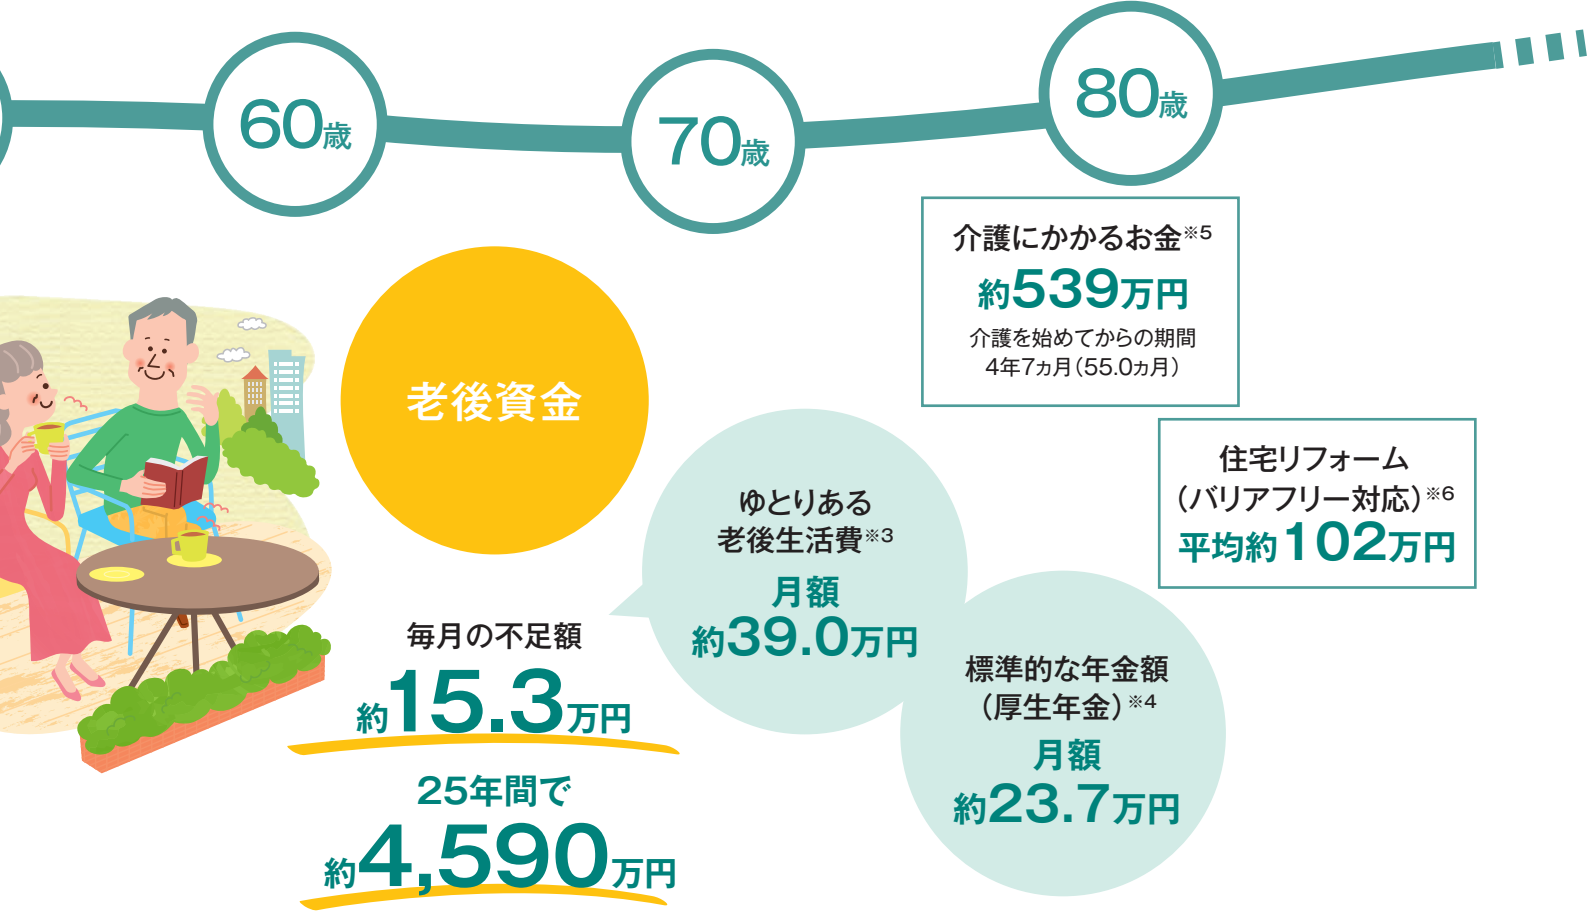 60歳
70歳
80歳
介護にかかるお金※5
約539万円
介護を始めてからの期間
4年7ヵ月（55.0ヵ月）
住宅リフォーム
（バリアフリー対応）※6
平均約102万円
老後資金
ゆとりある
老後生活費※3
月額
約39.0万円
標準的な年金額
（厚生年金）※4
月額
約23.7万円
毎月の不足額
約15.3万円
25年間で
約4,590万円